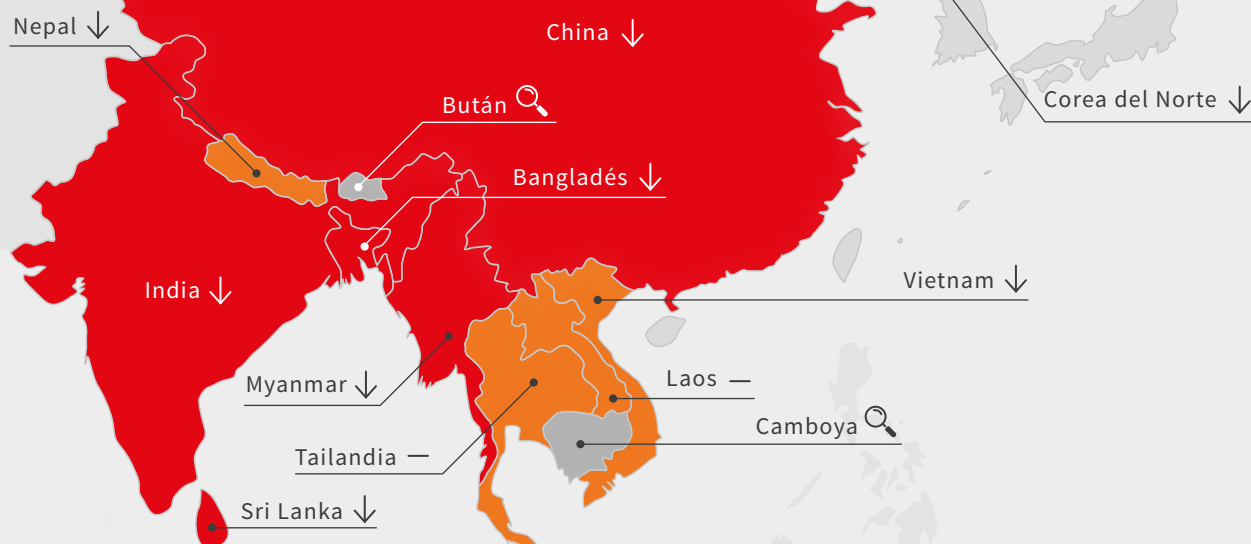 Nepal ↓
China ↓
Bután
Corea del Norte ↓
Bangladés ↓
India ↓
Vietnam ↓
Myanmar ↓
Laos —
Camboya
Tailandia —
Sri Lanka ↓